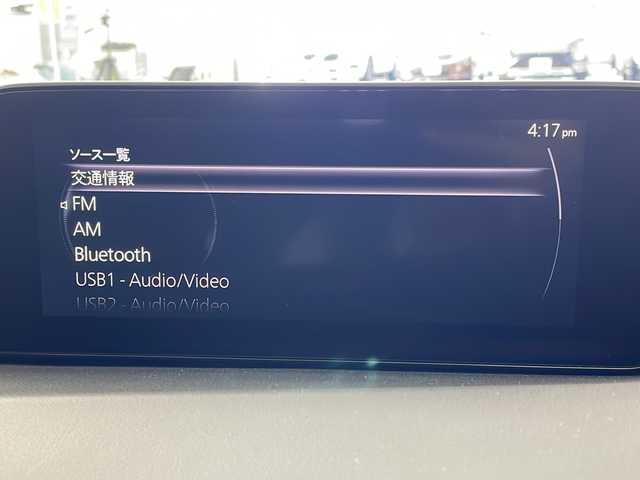 4:17pm
ソース一覧
交通情報
FM
AM
Bluetooth
USB1 - Audio/Video
USB2 - Audio/Video